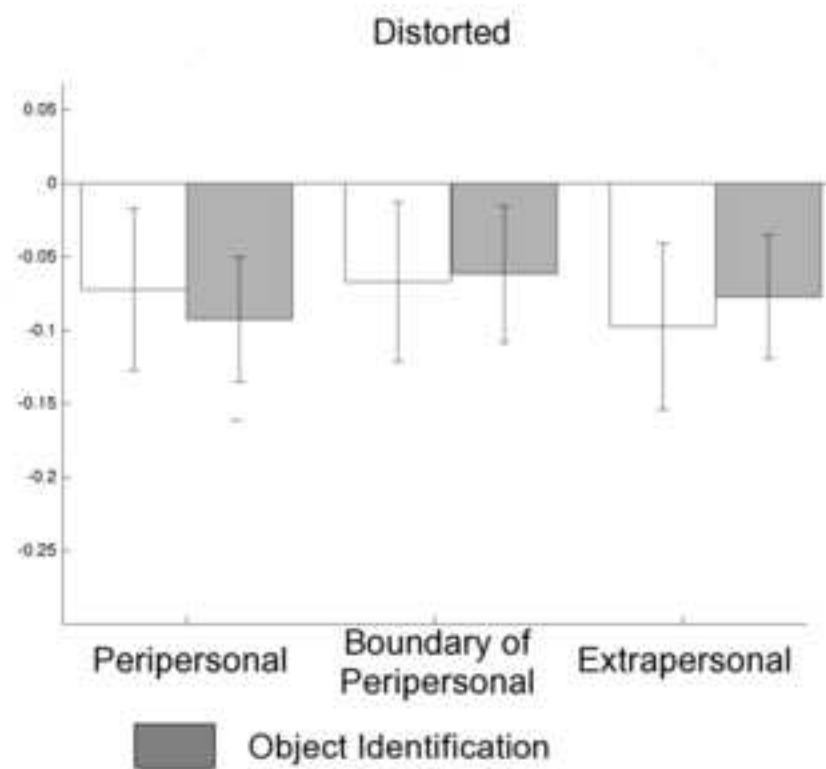 Distorted
0.05
0
-0.05
-0.1
-0.15
-0.2
-0.25
Peripersonal
Boundary of
Peripersonal
Extrapersonal
Object Identification